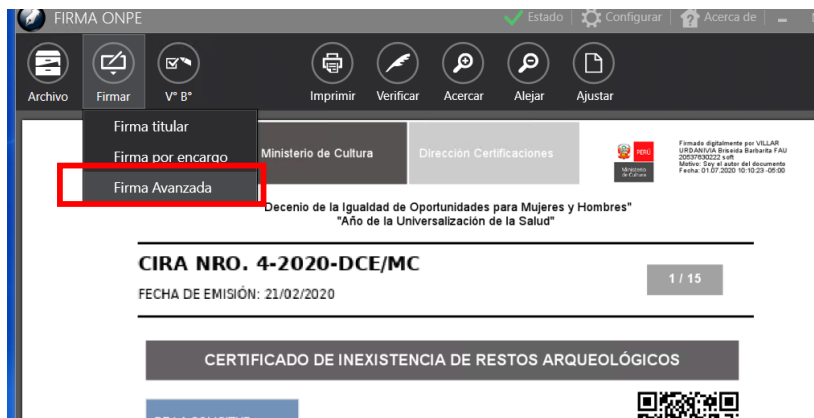 FIRMA ONPE
Estado
Configurar
Acerca de
Archivo
Firmar
V° B°
Imprimir
Verificar
Acercar
Alejar
Ajustar
Firma titular
Firma por encargo
Firma Avanzada
Ministerio de Cultura
Dirección Certificaciones
PERÚ
Ministerio
de Cultura
Firmado digitalmente por VILLAR
URDANIVIA Briseida Barbarita FAU
20537630222 soft
Motivo: Soy el autor del documento
Fecha: 01.07.2020 10:10:23 -05:00
Decenio de la Igualdad de Oportunidades para Mujeres y Hombres"
"Año de la Universalización de la Salud"
CIRA NRO. 4-2020-DCE/MC
FECHA DE EMISIÓN: 21/02/2020
1 / 15
CERTIFICADO DE INEXISTENCIA DE RESTOS ARQUEOLÓGICOS